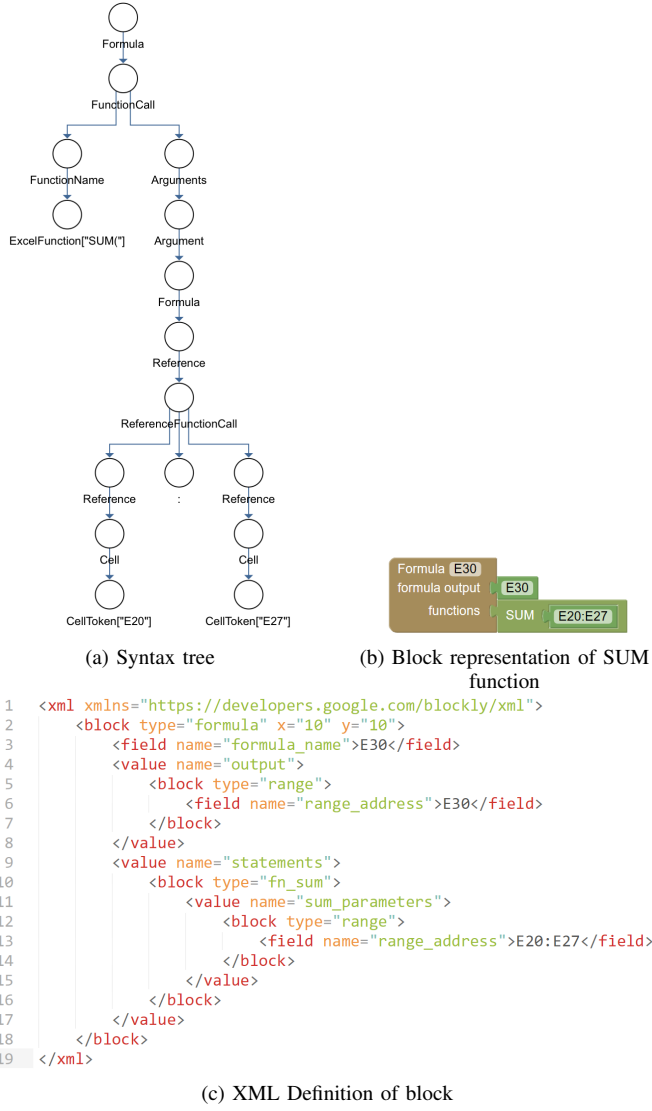 Formula
FunctionCall
FunctionName Arguments
ExcelFunction["SUM("] Argument
Formula
Reference
ReferenceFunctionCall
Reference : Reference
Cell Cell
CellToken["E20"] CellToken["E27"]
(a) Syntax tree
Formula E30
formula output E30
functions SUM E20:E27
(b) Block representation of SUM
function
1 <xml xmlns="https://developers.google.com/blockly/xml">
2 <block type="formula" x="10" y="10">
3 <field name="formula_name">E30</field>
4 <value name="output">
5 <block type="range">
6 <field name="range_address">E30</field>
7 </block>
8 </value>
9 <value name="statements">
10 <block type="fn_sum">
11 <value name="sum_parameters">
12 <block type="range">
13 <field name="range_address">E20:E27</field>
14 </block>
15 </value>
16 </block>
17 </value>
18 </block>
19 </xml>
(c) XML Definition of block